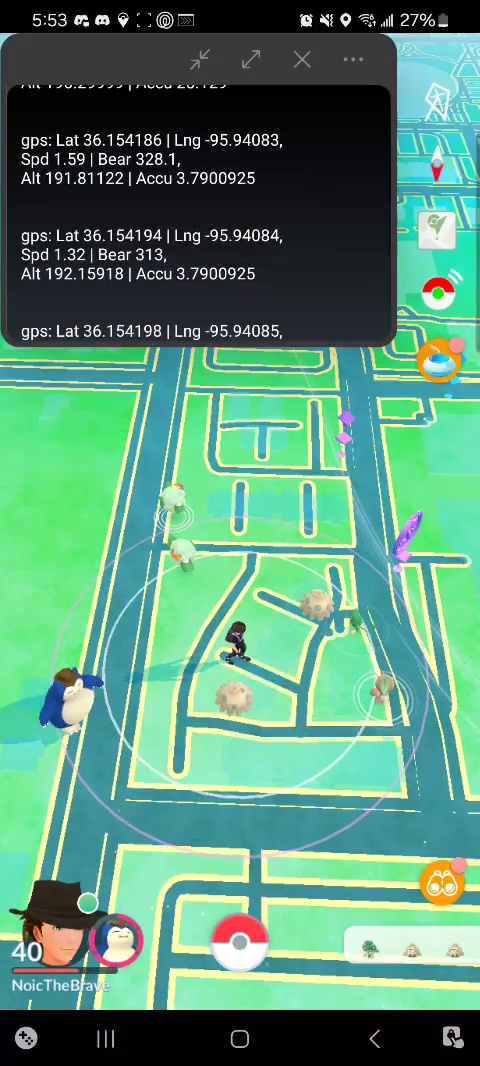 5:53
27%
Alt 190.29999 | Accu 20.129
gps: Lat 36.154186 | Lng -95.94083,
Spd 1.59 | Bear 328.1,
Alt 191.81122 | Accu 3.7900925
gps: Lat 36.154194 | Lng -95.94084,
Spd 1.32 | Bear 313,
Alt 192.15918 | Accu 3.7900925
gps: Lat 36.154198 | Lng -95.94085,
40
NoicTheBrave